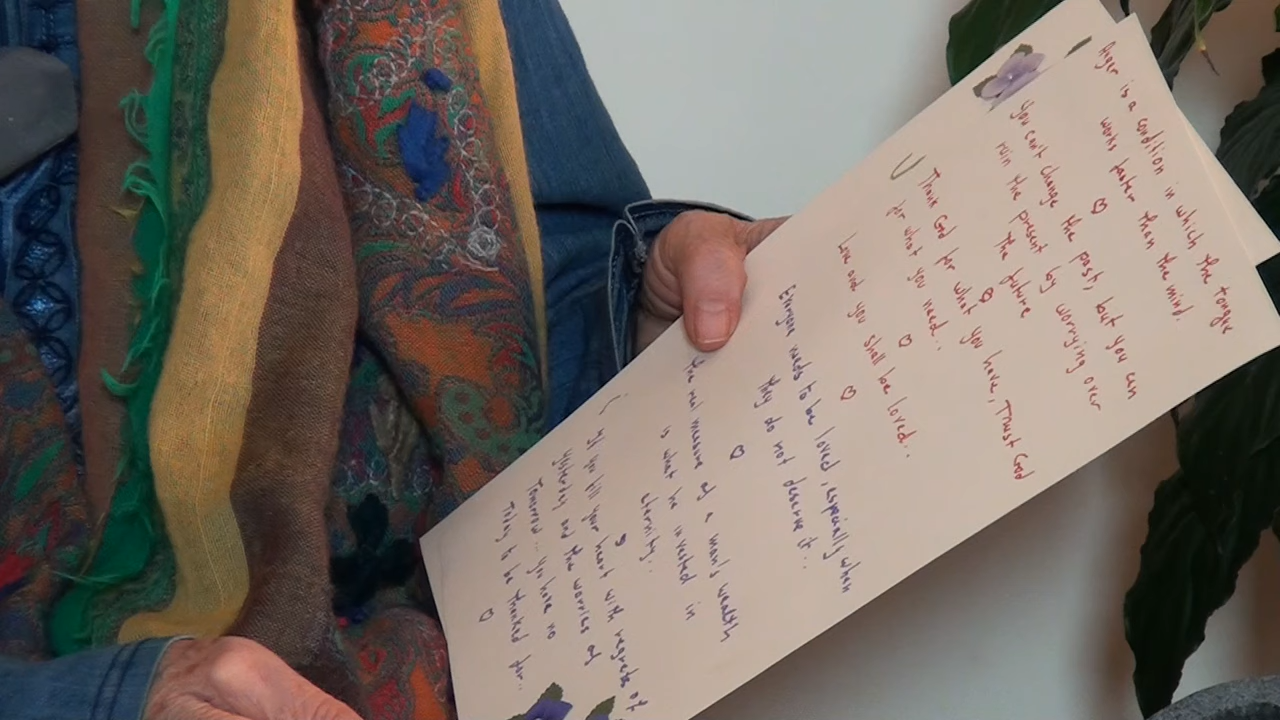 Anger is a condition in which the tongue
works faster than the mind.
You can't change the past, but you can
ruin the present by worrying over
The future
Thank God for what you have, Trust God
for what you need..
Love and you shall be loved..
Everyone needs to be loved, especially when
they do not deserve it..
The real measure of a man's wealth
is what he invested in
eternity..
If you fill your heart with regrets of
yesterday and the worries of
Tomorrow.. you have no
Today to be thanked for..